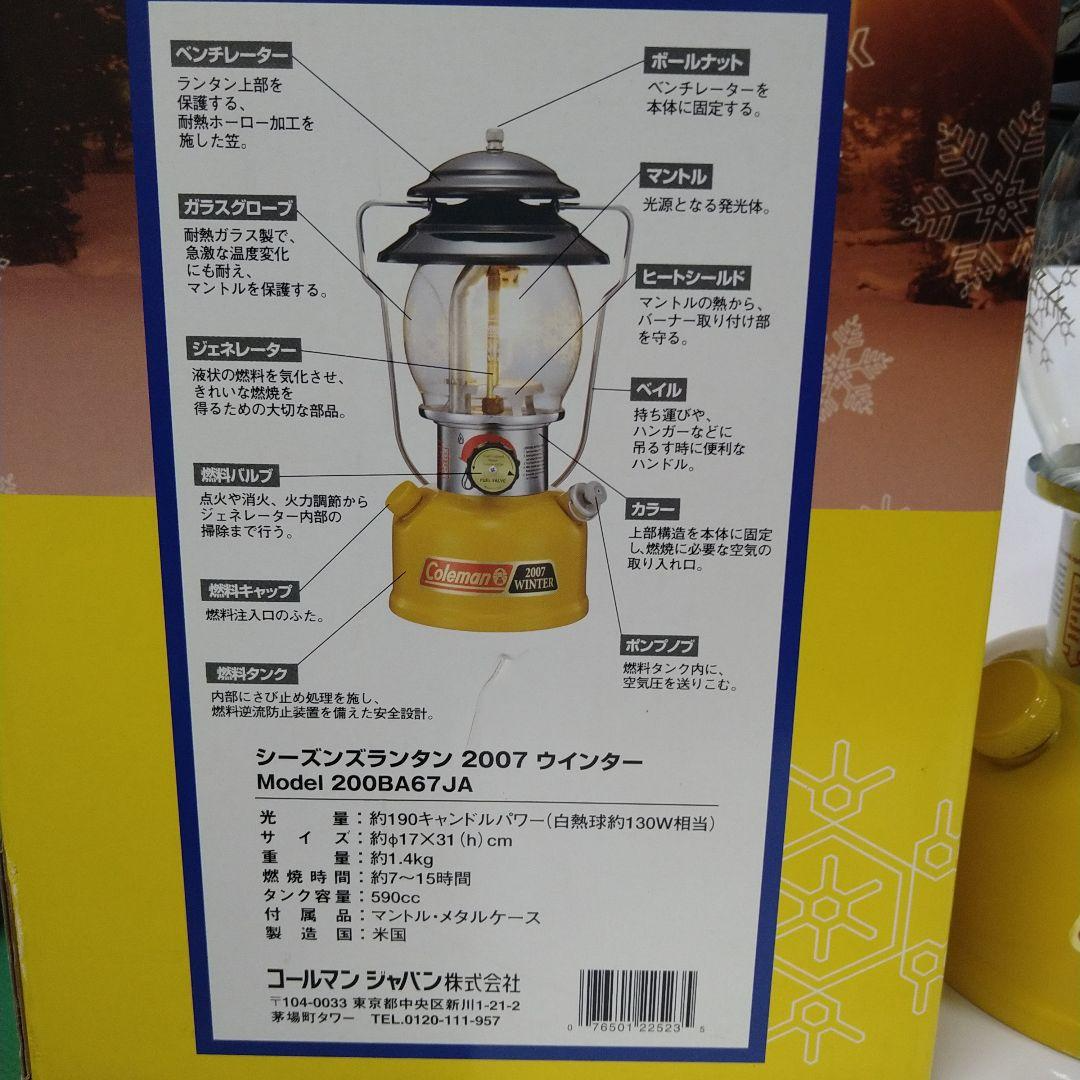 ベンチレーター
ランタン上部を
保護する、
耐熱ホーロー加工を
施した笠。
ガラスグローブ
耐熱ガラス製で、
急激な温度変化
にも耐え、
マントルを保護する。
ジェネレーター
液状の燃料を気化させ、
きれいな燃焼を
得るための大切な部品。
燃料バルブ
点火や消火、火力調節から
ジェネレーター内部の
掃除まで行う。
燃料キャップ
燃料注入口のふた。
燃料タンク
内部にさび止め処理を施し、
燃料逆流防止装置を備えた安全設計。
ボールナット
ベンチレーターを
本体に固定する。
マントル
光源となる発光体。
ヒートシールド
マントルの熱から、
バーナー取り付け部
を守る。
ベイル
持ち運びや、
ハンガーなどに
吊るす時に便利な
ハンドル。
カラー
上部構造を本体に固定
し、燃焼に必要な空気の
取り入れ口。
ポンプノブ
燃料タンク内に、
空気圧を送りこむ。
FUEL VALVE
Coleman
2007
WINTER
シーズンズランタン 2007 ウインター
Model 200BA67JA
光量：約190キャンドルパワー（白熱球約130W相当）
サイズ：約φ17×31（h）cm
重量：約1.4kg
燃焼時間：約7～15時間
タンク容量：590cc
付属品：マントル・メタルケース
製造国：米国
コールマン ジャパン株式会社
〒104-0033 東京都中央区新川1-21-2
茅場町タワー TEL.0120-111-957
0 76501 22523 5